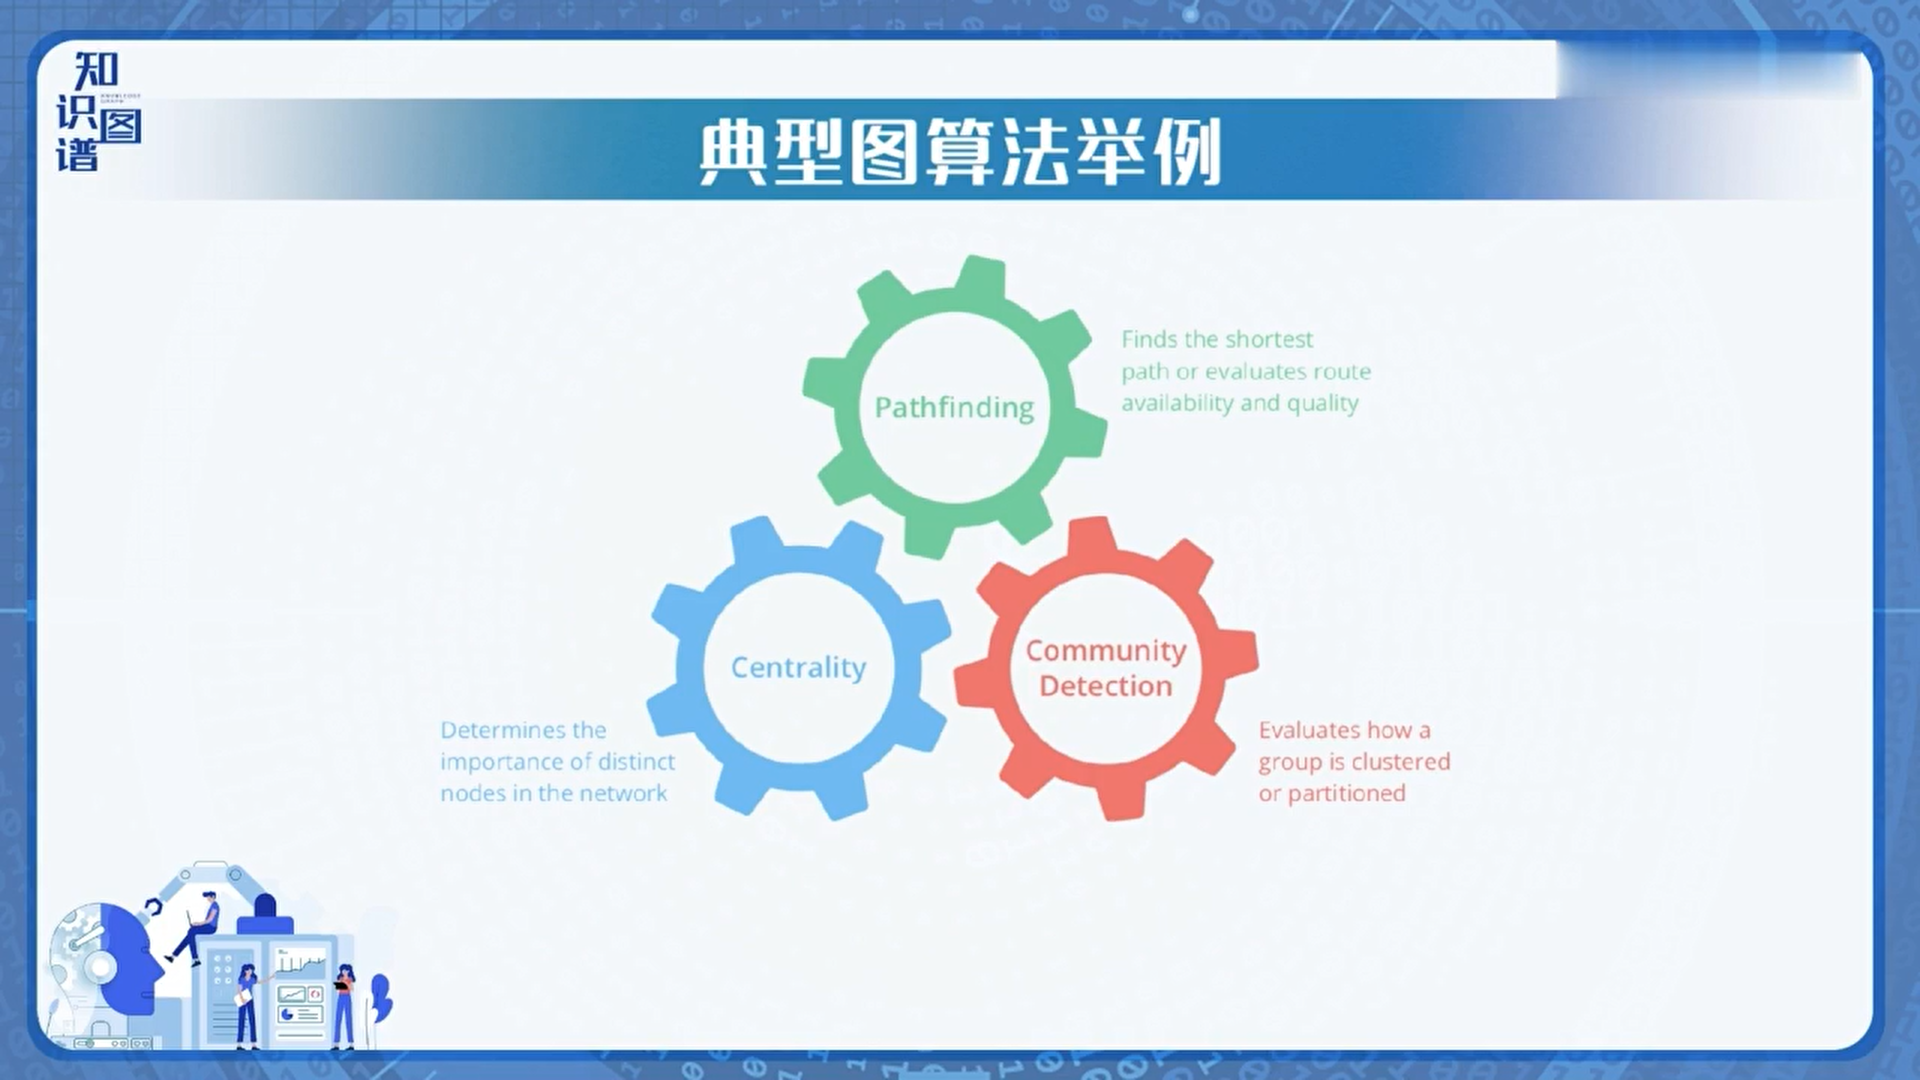 知
识图
谱
典型图算法举例
Finds the shortest
path or evaluates route
availability and quality
Pathfinding
Centrality
Community
Detection
Determines the
importance of distinct
nodes in the network
Evaluates how a
group is clustered
or partitioned